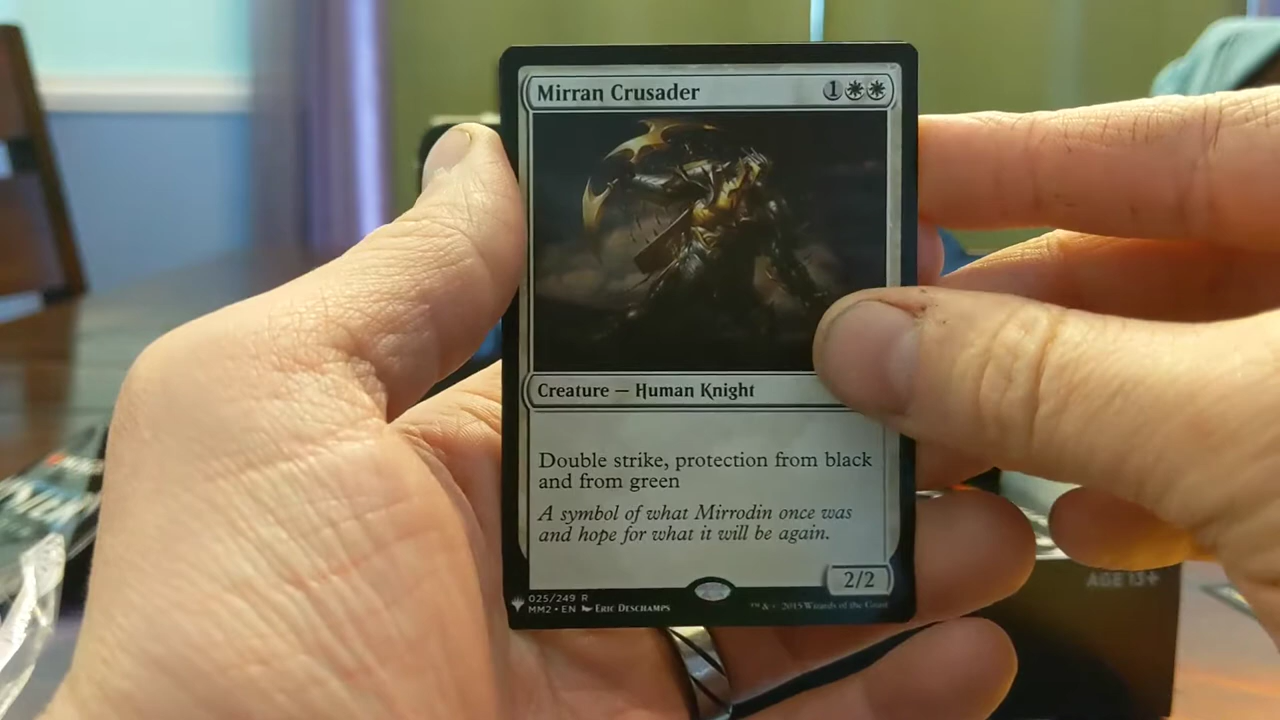 Mirran Crusader 1
Creature — Human Knight
Double strike, protection from black
and from green
A symbol of what Mirrodin once was
and hope for what it will be again.
2/2
025/249 R
MM2 • EN Eric Deschamps
™ & © 2015 Wizards of the Coast
AGE 13+